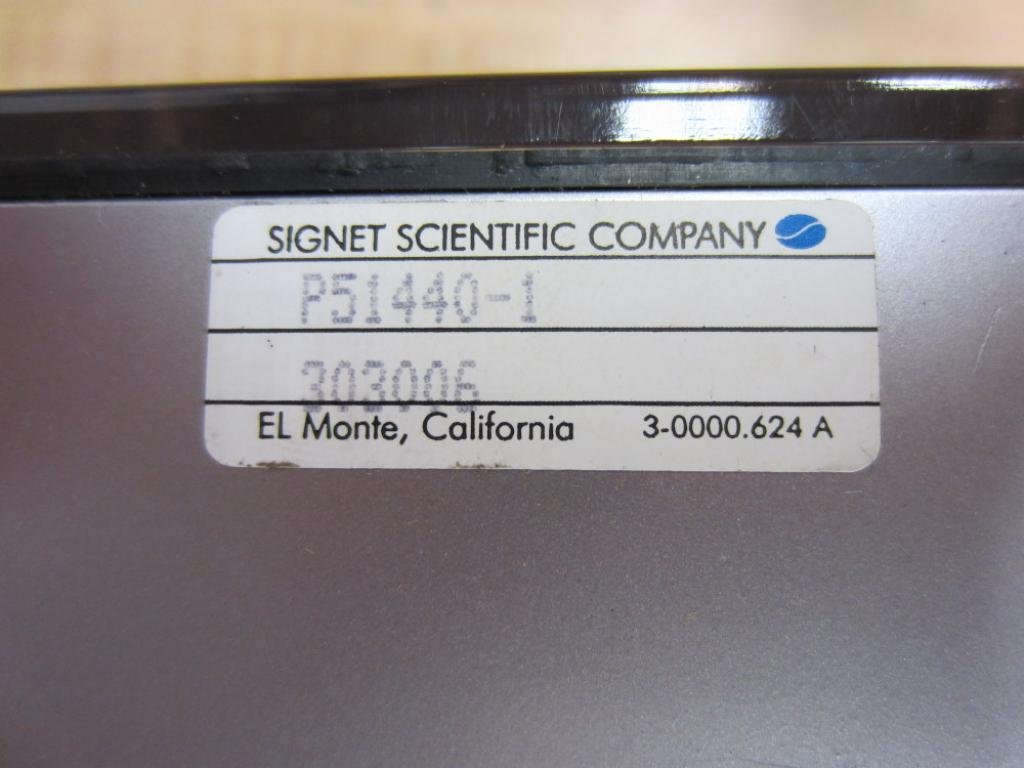 SIGNET SCIENTIFIC COMPANY
P51440-1
303006
EL Monte, California 3-0000.624 A